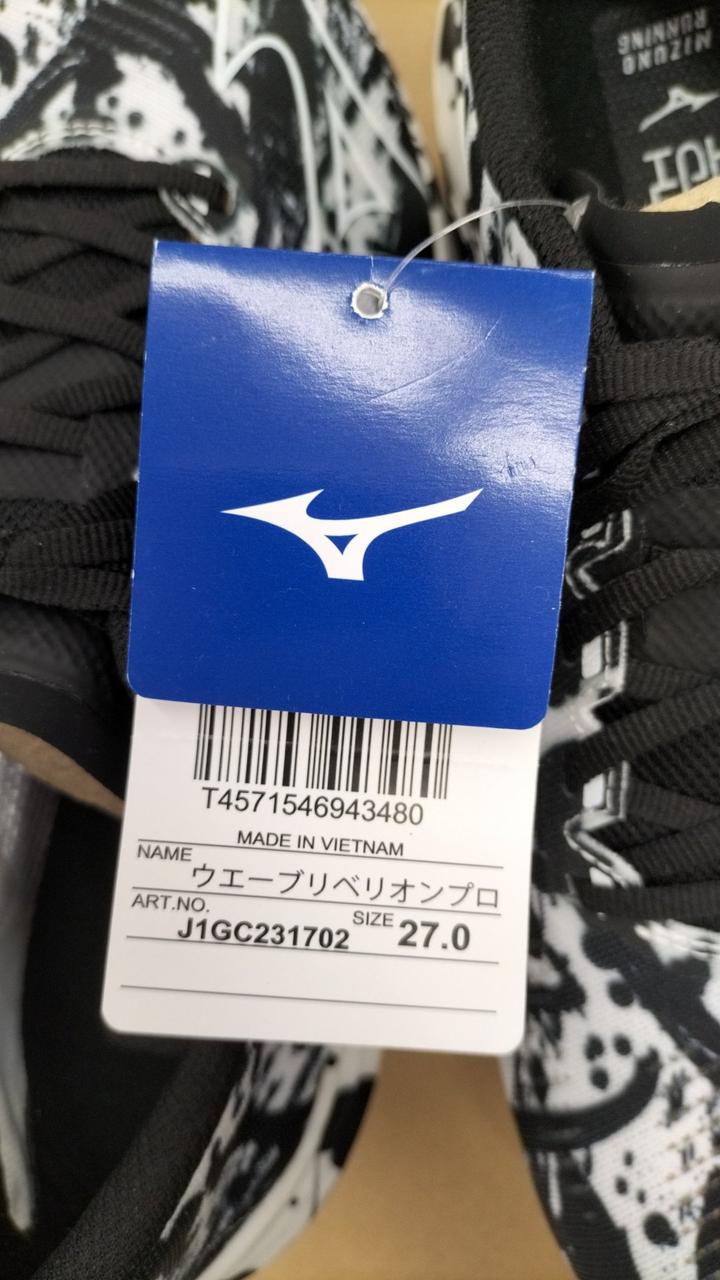 MIZUNO
RUNNING
T4571546943480
MADE IN VIETNAM
NAME
ウエーブリベリオンプロ
ART.NO.
J1GC231702
SIZE 27.0